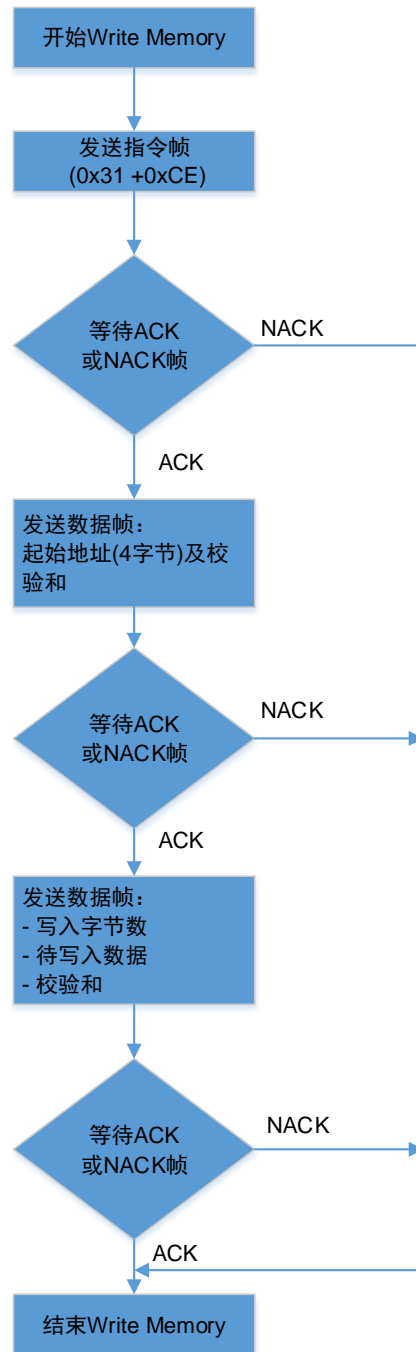 开始Write Memory
发送指令帧
(0x31 +0xCE)
等待ACK
或NACK帧
NACK
ACK
发送数据帧：
起始地址(4字节)及校
验和
等待ACK
或NACK帧
NACK
ACK
发送数据帧：
- 写入字节数
- 待写入数据
- 校验和
等待ACK
或NACK帧
NACK
ACK
结束Write Memory